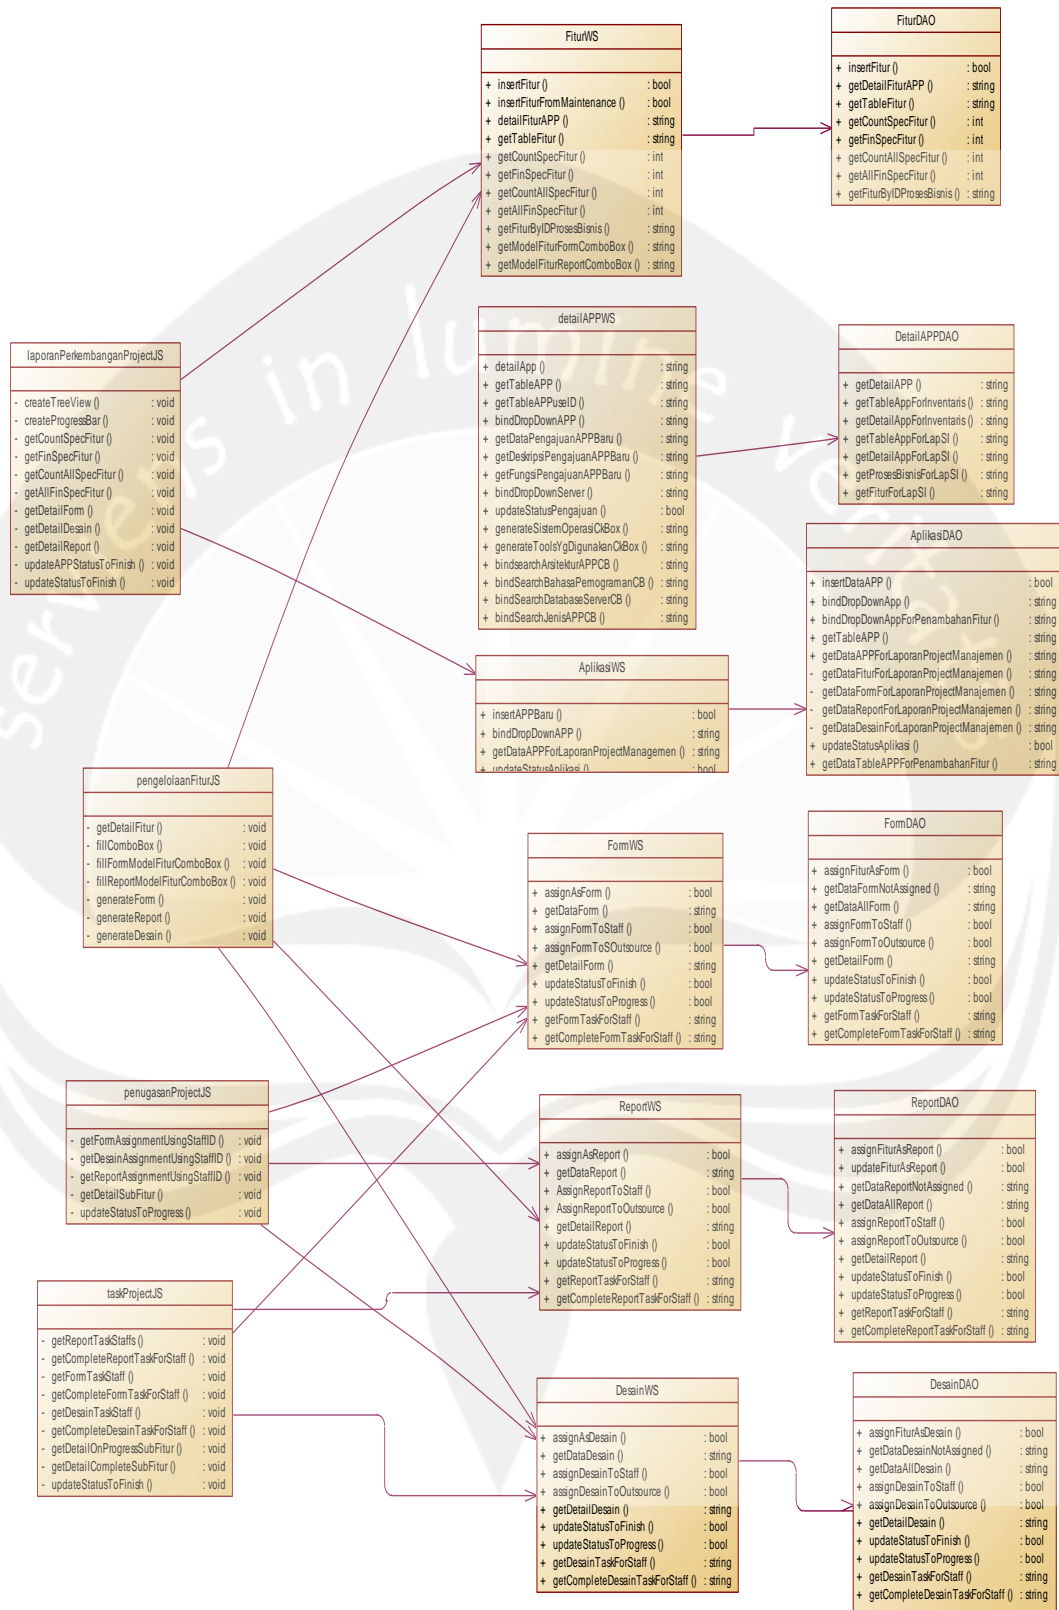 FiturWS
+ insertFitur () : bool
+ insertFiturFromMaintenance () : bool
+ detailFiturAPP () : string
+ getTableFitur () : string
+ getCountSpecFitur () : int
+ getFinSpecFitur () : int
+ getCountAllSpecFitur () : int
+ getAllFinSpecFitur () : int
+ getFiturByIDProsesBisnis () : string
+ getModelFiturFormComboBox () : string
+ getModelFiturReportComboBox () : string
FiturDAO
+ insertFitur () : bool
+ getDetailFiturAPP () : string
+ getTableFitur () : string
+ getCountSpecFitur () : int
+ getFinSpecFitur () : int
+ getCountAllSpecFitur () : int
+ getAllFinSpecFitur () : int
+ getFiturByIDProsesBisnis () : string
laporanPerkembanganProjectJS
- createTreeView () : void
- createProgressBar () : void
- getCountSpecFitur () : void
- getFinSpecFitur () : void
- getCountAllSpecFitur () : void
- getAllFinSpecFitur () : void
- getDetailForm () : void
- getDetailDesain () : void
- getDetailReport () : void
- updateAPPStatusToFinish () : void
- updateStatusToFinish () : void
detailAPPWS
+ detailApp () : string
+ getTableAPP () : string
+ getTableAPPuseID () : string
+ bindDropDownAPP () : string
+ getDataPengajuanAPPBaru () : string
+ getDeskripsiPengajuanAPPBaru () : string
+ getFungsiPengajuanAPPBaru () : string
+ bindDropDownServer () : string
+ updateStatusPengajuan () : bool
+ generateSistemOperasiCkBox () : string
+ generateToolsYgDigunakanCkBox () : string
+ bindsearchArsitekturAPPCB () : string
+ bindSearchBahasaPemogramanCB () : string
+ bindSearchDatabaseServerCB () : string
+ bindSearchJenisAPPCB () : string
DetailAPPDAO
+ getDetailAPP () : string
+ getTableAppForInventaris () : string
+ getDetailAppForInventaris () : string
+ getTableAppForLapSI () : string
+ getDetailAppForLapSI () : string
+ getProsesBisnisForLapSI () : string
+ getFiturForLapSI () : string
AplikasiDAO
+ insertDataAPP () : bool
+ bindDropDownApp () : string
+ bindDropDownAppForPenambahanFitur () : string
+ getTableAPP () : string
+ getDataAPPForLaporanProjectManajemen () : string
- getDataFiturForLaporanProjectManajemen () : string
- getDataFormForLaporanProjectManajemen () : string
- getDataReportForLaporanProjectManajemen () : string
- getDataDesainForLaporanProjectManajemen () : string
+ updateStatusAplikasi () : bool
+ getDataTableAPPForPenambahanFitur () : string
AplikasiWS
+ insertAPPBaru () : bool
+ bindDropDownAPP () : string
+ getDataAPPForLaporanProjectManagemen () : string
+ updateStatusAplikasi () : bool
pengelolaanFiturJS
- getDetailFitur () : void
- fillComboBox () : void
- fillFormModelFiturComboBox () : void
- fillReportModelFiturComboBox () : void
- generateForm () : void
- generateReport () : void
- generateDesain () : void
FormWS
+ assignAsForm () : bool
+ getDataForm () : string
+ assignFormToStaff () : bool
+ assignFormToSOutsource () : bool
+ getDetailForm () : string
+ updateStatusToFinish () : bool
+ updateStatusToProgress () : bool
+ getFormTaskForStaff () : string
+ getCompleteFormTaskForStaff () : string
FormDAO
+ assignFiturAsForm () : bool
+ getDataFormNotAssigned () : string
+ getDataAllForm () : string
+ assignFormToStaff () : bool
+ assignFormToOutsource () : bool
+ getDetailForm () : string
+ updateStatusToFinish () : bool
+ updateStatusToProgress () : bool
+ getFormTaskForStaff () : string
+ getCompleteFormTaskForStaff () : string
penugasanProjectJS
- getFormAssignmentUsingStaffID () : void
- getDesainAssignmentUsingStaffID () : void
- getReportAssignmentUsingStaffID () : void
- getDetailSubFitur () : void
- updateStatusToProgress () : void
ReportWS
+ assignAsReport () : bool
+ getDataReport () : string
+ AssignReportToStaff () : bool
+ AssignReportToOutsource () : bool
+ getDetailReport () : string
+ updateStatusToFinish () : bool
+ updateStatusToProgress () : bool
+ getReportTaskForStaff () : string
+ getCompleteReportTaskForStaff () : string
ReportDAO
+ assignFiturAsReport () : bool
+ updateFiturAsReport () : bool
+ getDataReportNotAssigned () : string
+ getDataAllReport () : string
+ assignReportToStaff () : bool
+ assignReportToOutsource () : bool
+ getDetailReport () : string
+ updateStatusToFinish () : bool
+ updateStatusToProgress () : bool
+ getReportTaskForStaff () : string
+ getCompleteReportTaskForStaff () : string
taskProjectJS
- getReportTaskStaffs () : void
- getCompleteReportTaskForStaff () : void
- getFormTaskStaff () : void
- getCompleteFormTaskForStaff () : void
- getDesainTaskStaff () : void
- getCompleteDesainTaskForStaff () : void
- getDetailOnProgressSubFitur () : void
- getDetailCompleteSubFitur () : void
- updateStatusToFinish () : void
DesainWS
+ assignAsDesain () : bool
+ getDataDesain () : string
+ assignDesainToStaff () : bool
+ assignDesainToOutsource () : bool
+ getDetailDesain () : string
+ updateStatusToFinish () : bool
+ updateStatusToProgress () : bool
+ getDesainTaskForStaff () : string
+ getCompleteDesainTaskForStaff () : string
DesainDAO
+ assignFiturAsDesain () : bool
+ getDataDesainNotAssigned () : string
+ getDataAllDesain () : string
+ assignDesainToStaff () : bool
+ assignDesainToOutsource () : bool
+ getDetailDesain () : string
+ updateStatusToFinish () : bool
+ updateStatusToProgress () : bool
+ getDesainTaskForStaff () : string
+ getCompleteDesainTaskForStaff () : string
serviens in lumine veritatis